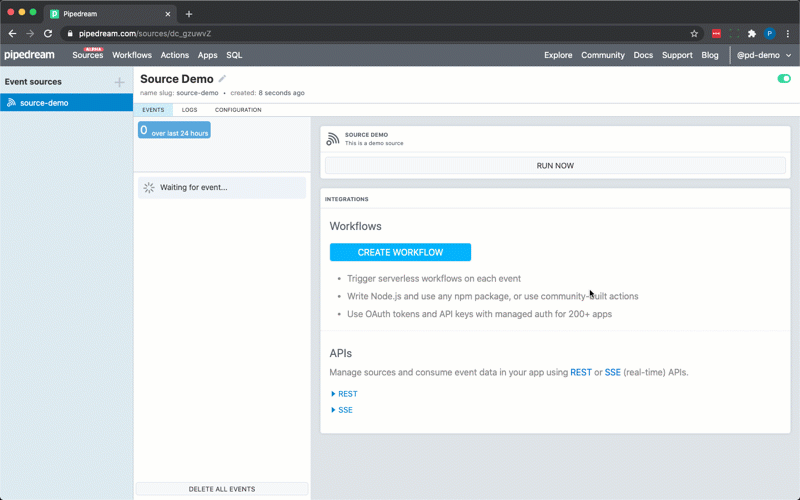 Pipedream
pipedream.com/sources/dc_gzuwvZ
P
pipedream
Sources
ALPHA
Workflows
Actions
Apps
SQL
Explore
Community
Docs
Support
Blog
@pd-demo
Event sources
source-demo
Source Demo
name slug: source-demo • created: 8 seconds ago
EVENTS
LOGS
CONFIGURATION
0 over last 24 hours
Waiting for event...
DELETE ALL EVENTS
SOURCE DEMO
This is a demo source
RUN NOW
INTEGRATIONS
Workflows
CREATE WORKFLOW
• Trigger serverless workflows on each event
• Write Node.js and use any npm package, or use community-built actions
• Use OAuth tokens and API keys with managed auth for 200+ apps
APIs
Manage sources and consume event data in your app using REST or SSE (real-time) APIs.
REST
SSE